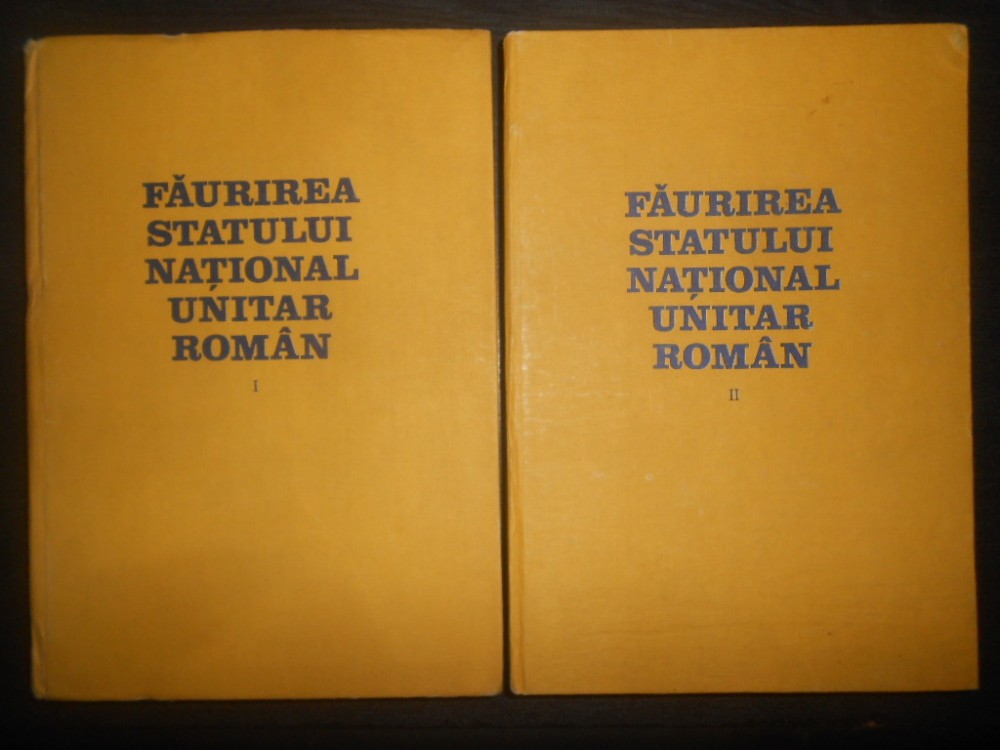 FĂURIREA
STATULUI
NAȚIONAL
UNITAR
ROMÂN
I
FĂURIREA
STATULUI
NAȚIONAL
UNITAR
ROMÂN
II